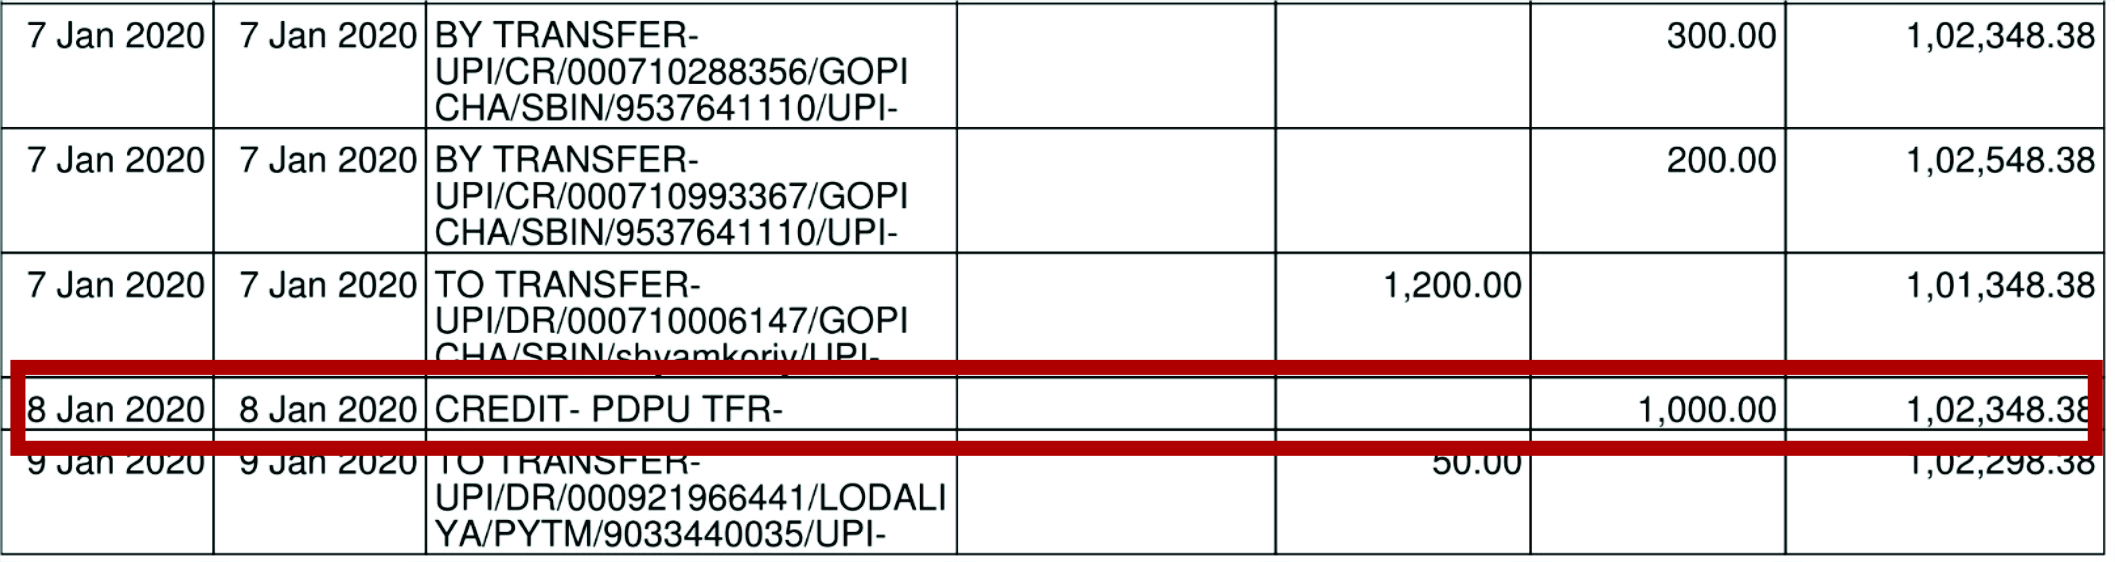 7 Jan 2020 7 Jan 2020 BY TRANSFER- 300.00 1,02,348.38
UPI/CR/000710288356/GOPI
CHA/SBIN/9537641110/UPI-
7 Jan 2020 7 Jan 2020 BY TRANSFER- 200.00 1,02,548.38
UPI/CR/000710993367/GOPI
CHA/SBIN/9537641110/UPI-
7 Jan 2020 7 Jan 2020 TO TRANSFER- 1,200.00 1,01,348.38
UPI/DR/000710006147/GOPI
CHA/SBIN/shyamkoriy/UPI-
8 Jan 2020 8 Jan 2020 CREDIT- PDPU TFR- 1,000.00 1,02,348.38
9 Jan 2020 9 Jan 2020 TO TRANSFER- 50.00 1,02,298.38
UPI/DR/000921966441/LODALI
YA/PYTM/9033440035/UPI-